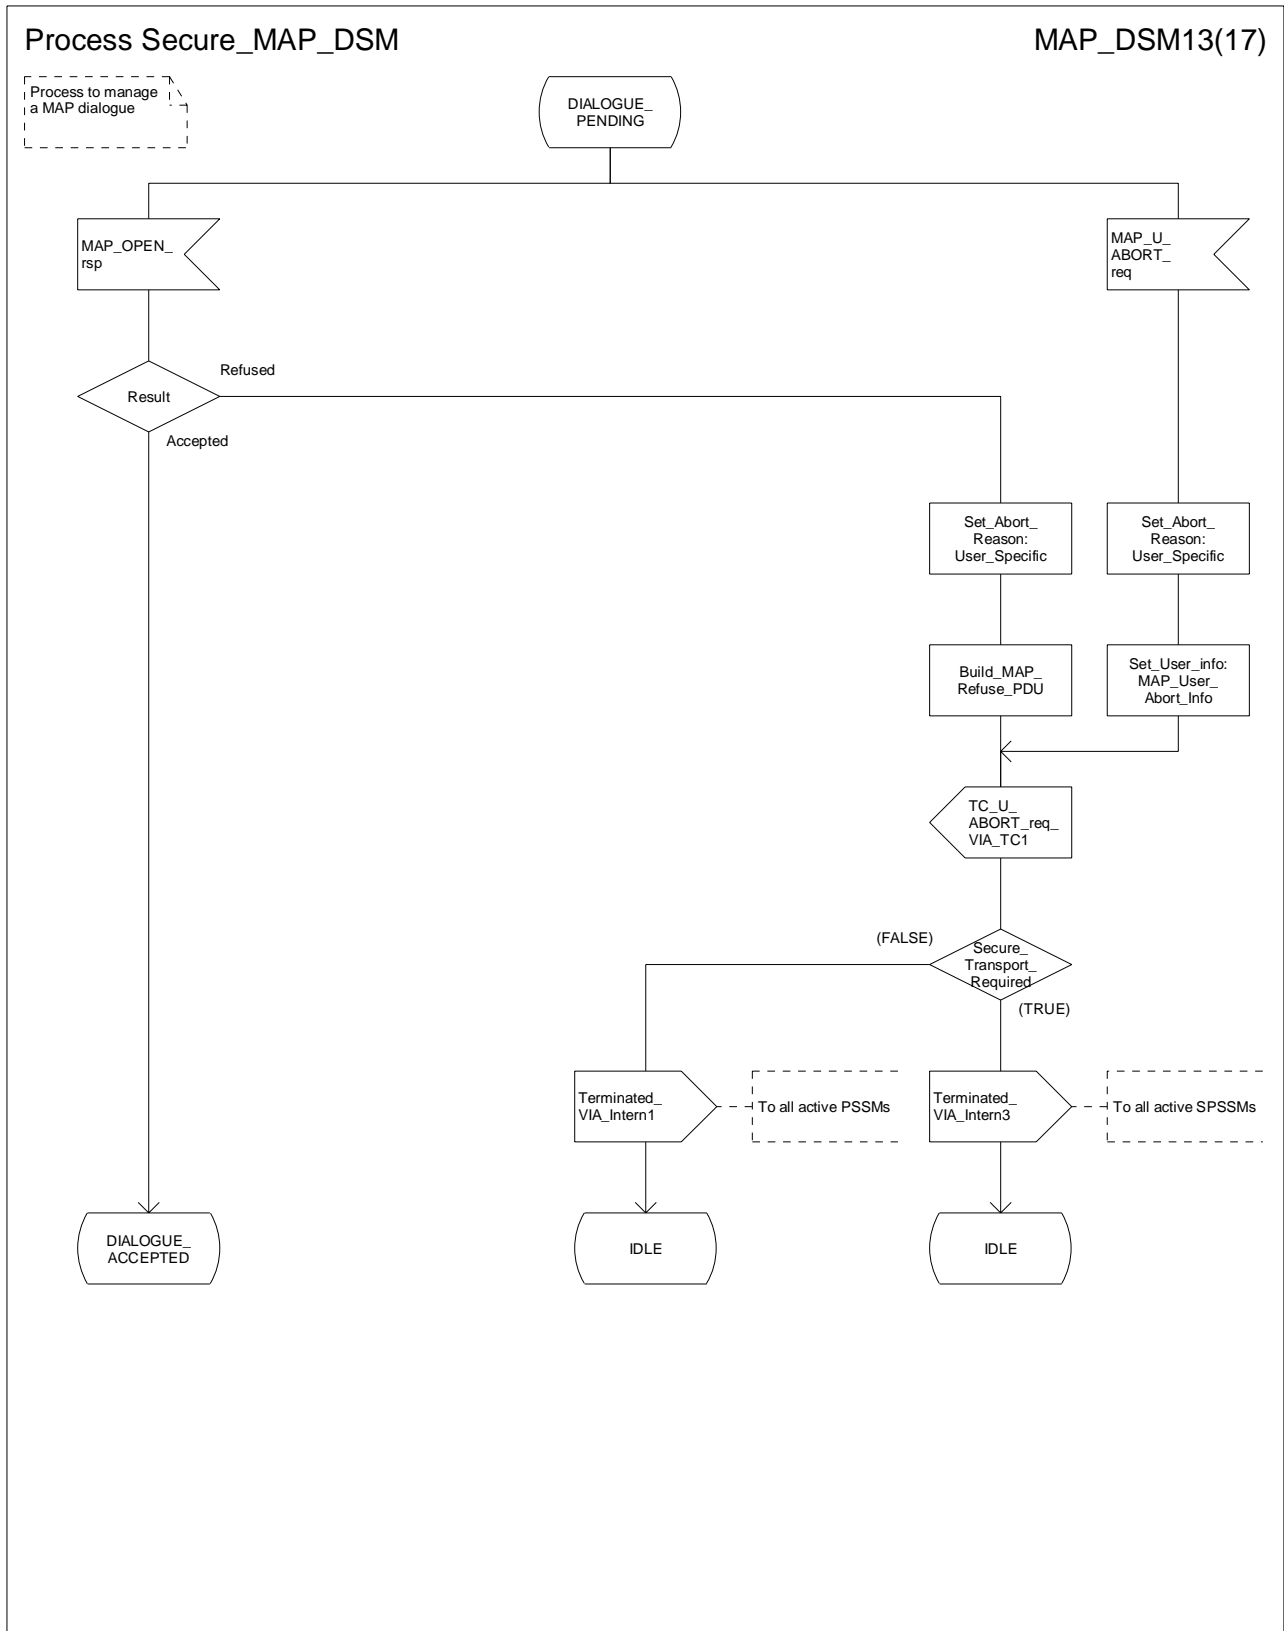 Process Secure_MAP_DSM
MAP_DSM13(17)
Process to manage
a MAP dialogue
DIALOGUE_
PENDING
MAP_OPEN_
rsp
MAP_U_
ABORT_
req
Result
Refused
Accepted
Set_Abort_
Reason:
User_Specific
Set_Abort_
Reason:
User_Specific
Build_MAP_
Refuse_PDU
Set_User_info:
MAP_User_
Abort_Info
TC_U_
ABORT_req_
VIA_TC1
(FALSE)
Secure_
Transport_
Required
(TRUE)
Terminated_
VIA_Intern1
To all active PSSMs
Terminated_
VIA_Intern3
To all active SPSSMs
DIALOGUE_
ACCEPTED
IDLE
IDLE